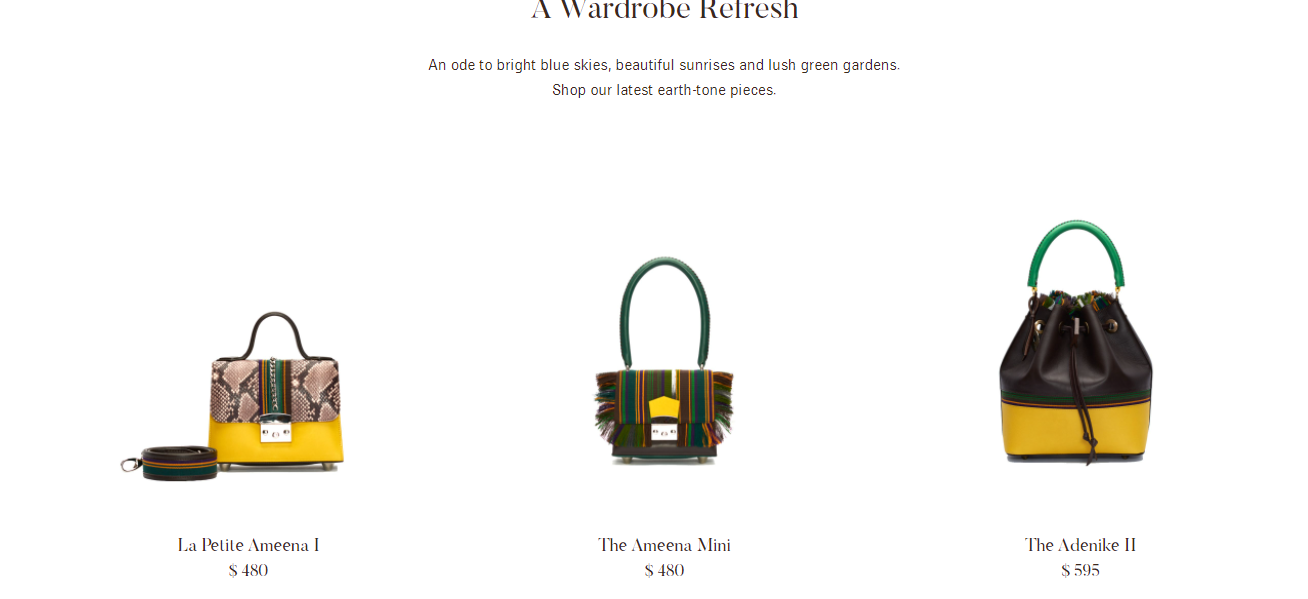 A Wardrobe Refresh
An ode to bright blue skies, beautiful sunrises and lush green gardens.
Shop our latest earth-tone pieces.
La Petite Ameena I
$ 480
The Ameena Mini
$ 480
The Adenike II
$ 595